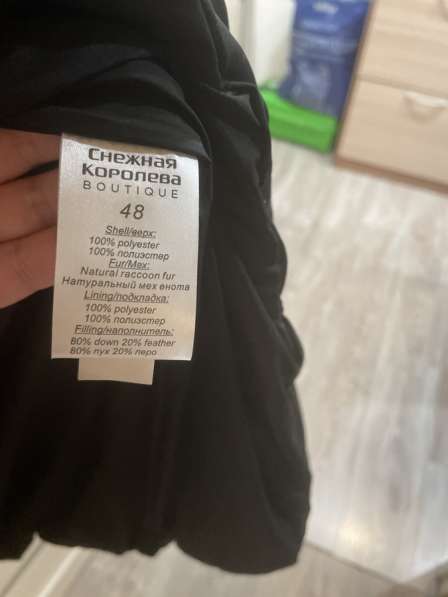 Снежная
Королева
BOUTIQUE
48
Shell/верх:
100% polyester
100% полиэстер
Fur/Мех:
Natural raccoon fur
Натуральный мех енота
Lining/подкладка:
100% polyester
100% полиэстер
Filling/наполнитель:
80% down 20% feather
80% пух 20% перо